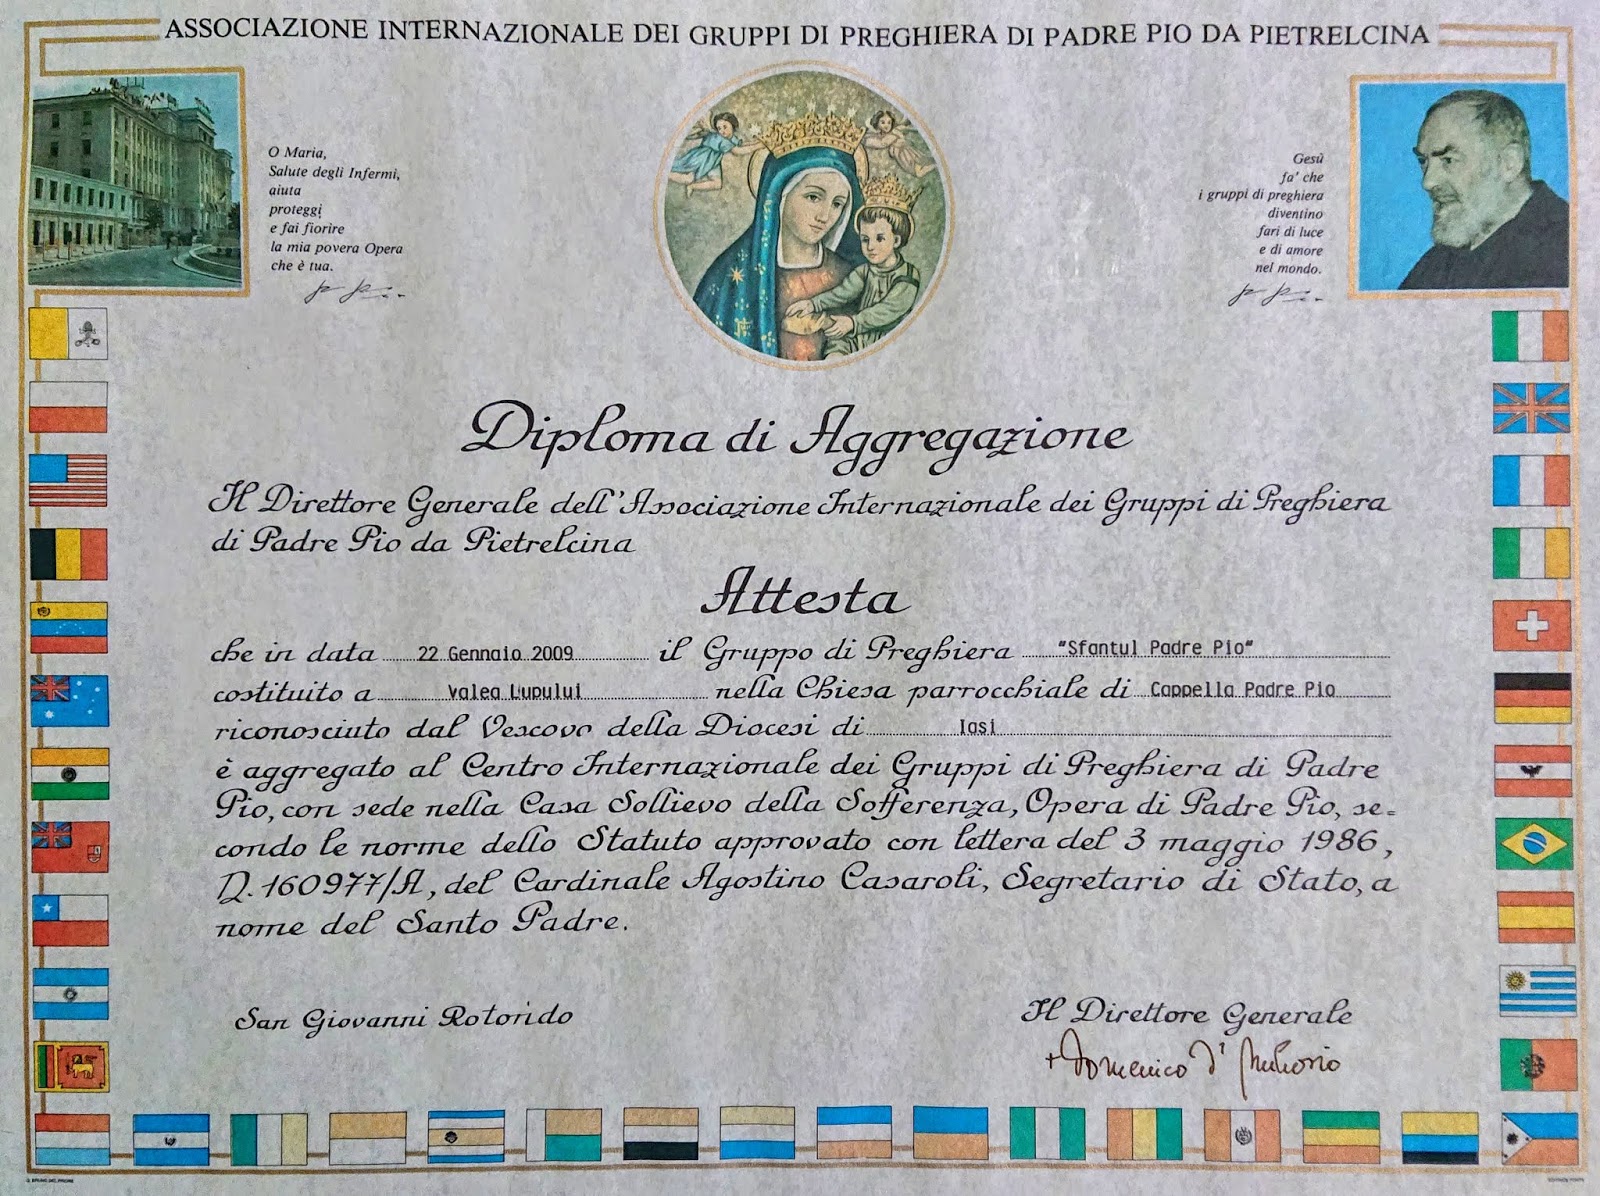 ASSOCIAZIONE INTERNAZIONALE DEI GRUPPI DI PREGHIERA DI PADRE PIO DA PIETRELCINA
O Maria,
Salute degli Infermi,
aiuta
proteggi
e fai fiorire
la mia povera Opera
che è tua.
Gesù
fa' che
i gruppi di preghiera
diventino
fari di luce
e di amore
nel mondo.
Diploma di Aggregazione
Il Direttore Generale dell'Associazione Internazionale dei Gruppi di Preghiera
di Padre Pio da Pietrelcina
Attesta
che in data 22 Gennaio 2009 il Gruppo di Preghiera "Sfantul Padre Pio"
costituito a Valea Lupului nella Chiesa parrocchiale di Cappella Padre Pio
riconosciuto dal Vescovo della Diocesi di Iasi
è aggregato al Centro Internazionale dei Gruppi di Preghiera di Padre
Pio, con sede nella Casa Sollievo della Sofferenza, Opera di Padre Pio, se=
condo le norme dello Statuto approvato con lettera del 3 maggio 1986,
N. 160977/A, del Cardinale Agostino Casaroli, Segretario di Stato, a
nome del Santo Padre.
San Giovanni Rotondo
Il Direttore Generale
+ Domenico D'Ambrosio